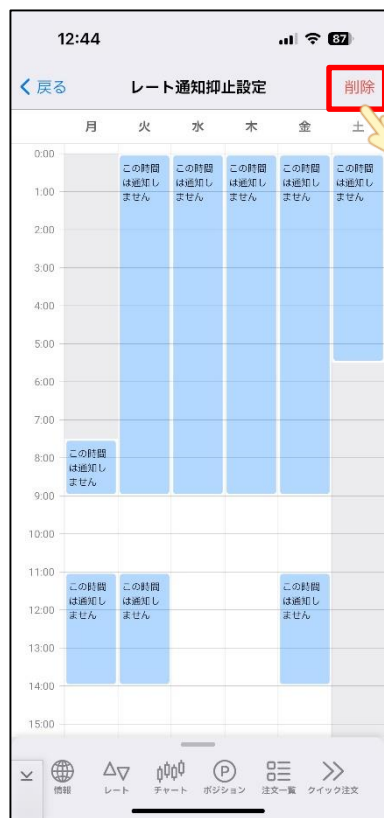 12:44 87
戻る レート通知抑止設定 削除
月 火 水 木 金 土
0:00
この時間は通知しません この時間は通知しません この時間は通知しません この時間は通知しません この時間は通知しません
1:00
2:00
3:00
4:00
5:00
6:00
7:00
8:00 この時間は通知しません
9:00
10:00
11:00
この時間は通知しません この時間は通知しません この時間は通知しません
12:00
13:00
14:00
15:00
P
情報 レート チャート ポジション 注文一覧 クイック注文